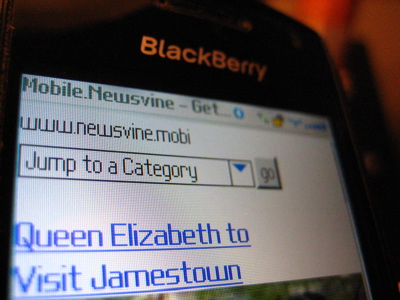 BlackBerry
Mobile.Newsvine - Get...
www.newsvine.mobi
Jump to a Category
go
Queen Elizabeth to
Visit Jamestown